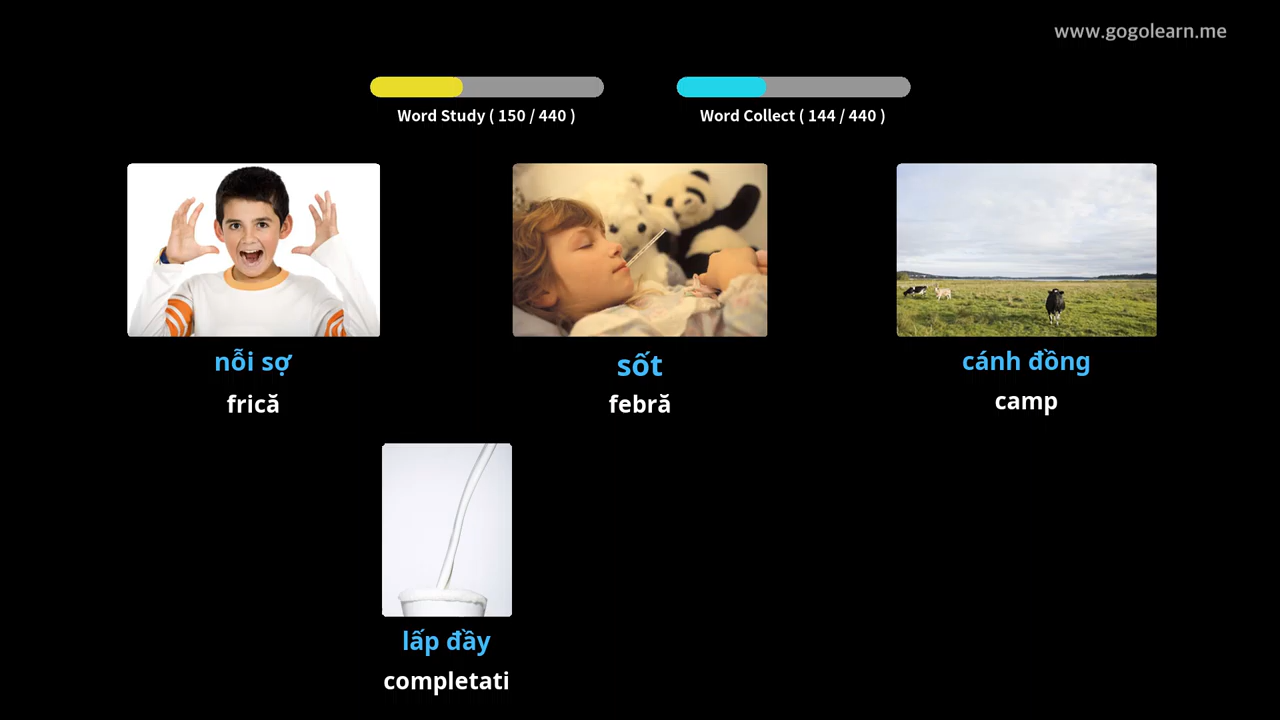 www.gogolearn.me
Word Study ( 150 / 440 )
Word Collect ( 144 / 440 )
nỗi sợ
frică
sốt
febră
cánh đồng
camp
lấp đầy
completati